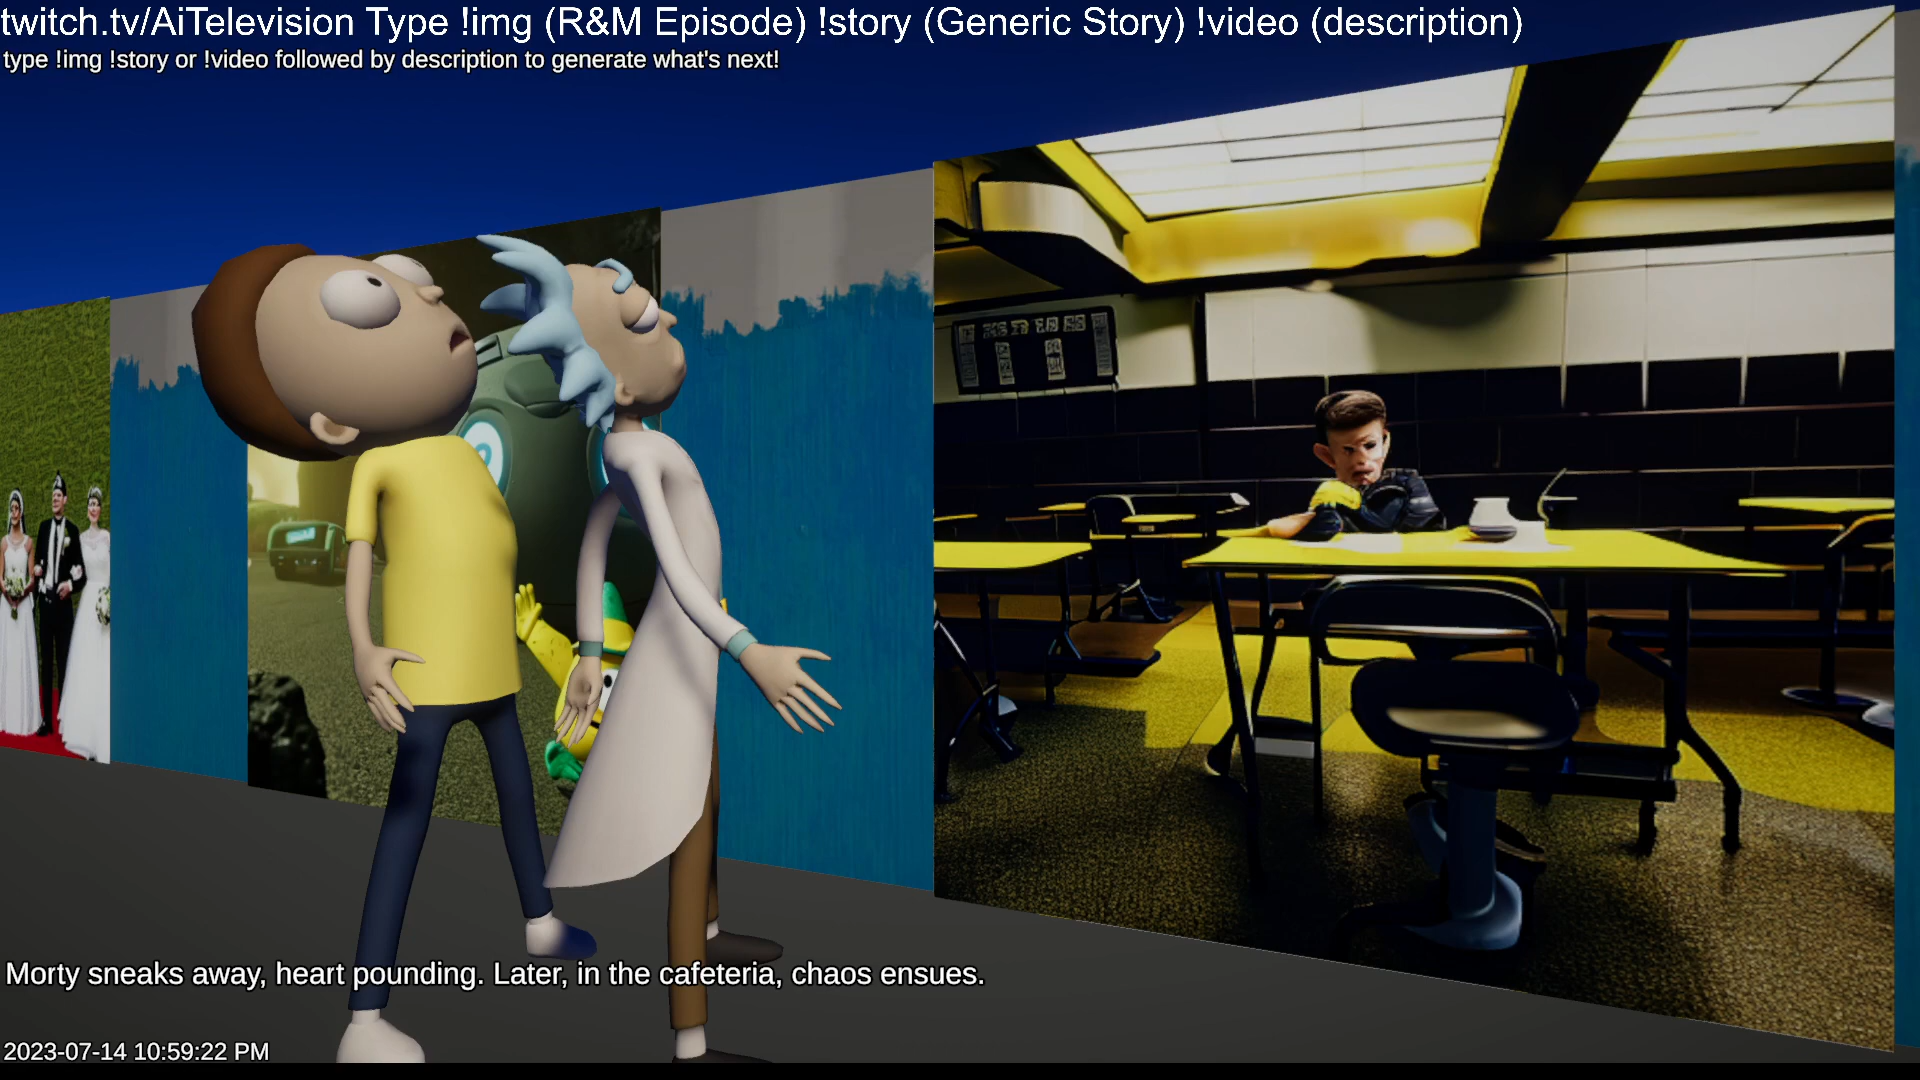 twitch.tv/AiTelevision Type !img (R&M Episode) !story (Generic Story) !video (description)
type !img !story or !video followed by description to generate what's next!
Morty sneaks away, heart pounding. Later, in the cafeteria, chaos ensues.
2023-07-14 10:59:22 PM